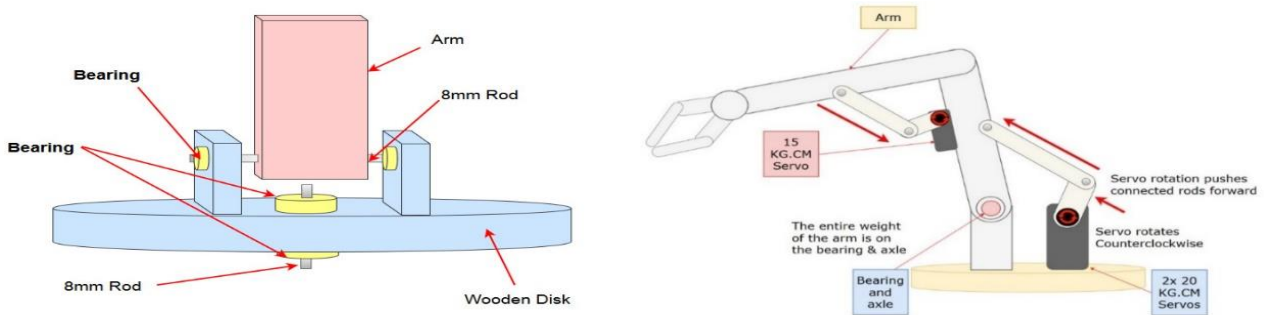 Arm
Bearing
8mm Rod
Bearing
8mm Rod
Wooden Disk
Arm
15
KG.CM
Servo
Servo rotation pushes
connected rods forward
The entire weight
of the arm is on
the bearing & axle
Servo rotates
Counterclockwise
Bearing
and
axle
2x 20
KG.CM
Servos